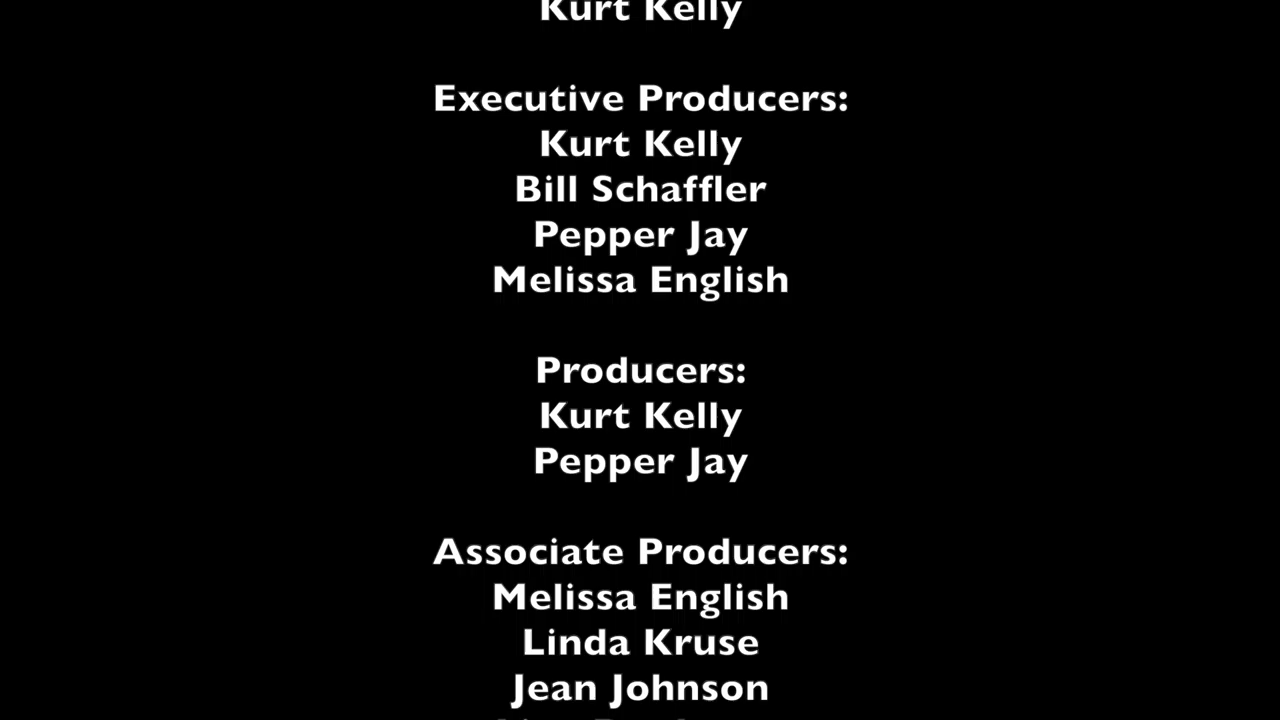 Kurt Kelly
Executive Producers:
Kurt Kelly
Bill Schaffler
Pepper Jay
Melissa English
Producers:
Kurt Kelly
Pepper Jay
Associate Producers:
Melissa English
Linda Kruse
Jean Johnson